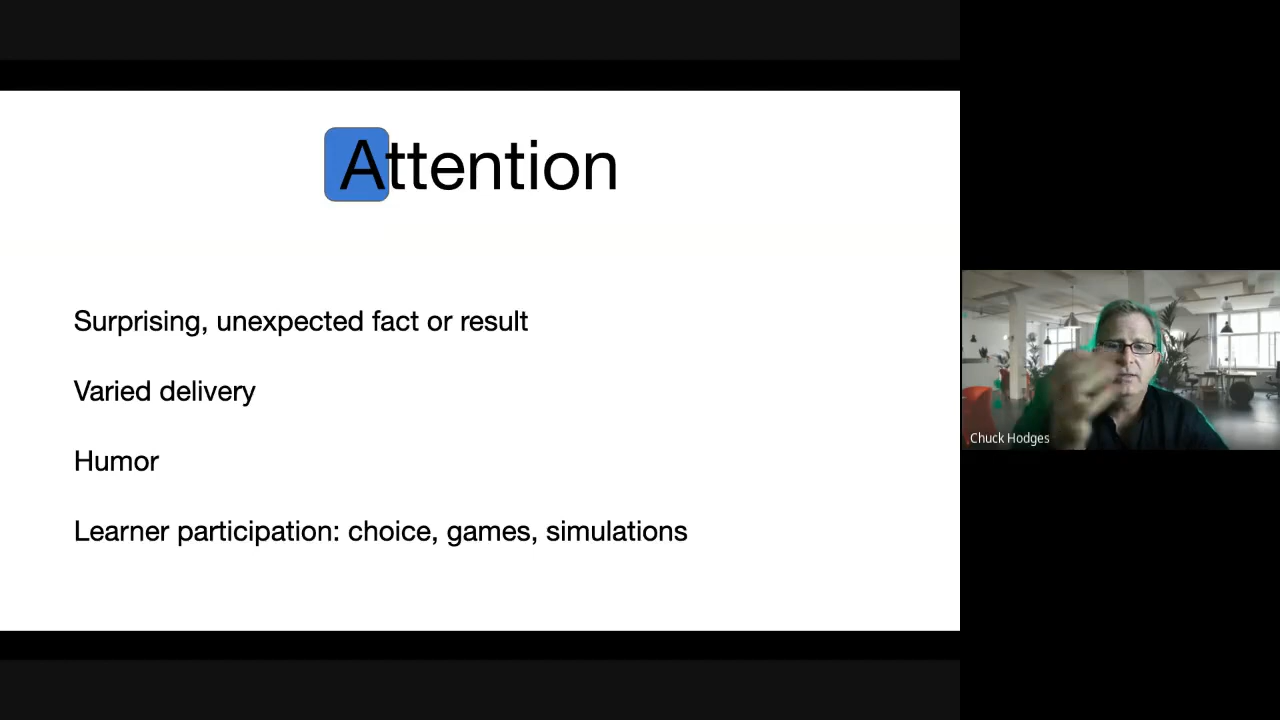 Attention
Surprising, unexpected fact or result
Varied delivery
Humor
Learner participation: choice, games, simulations
Chuck Hodges